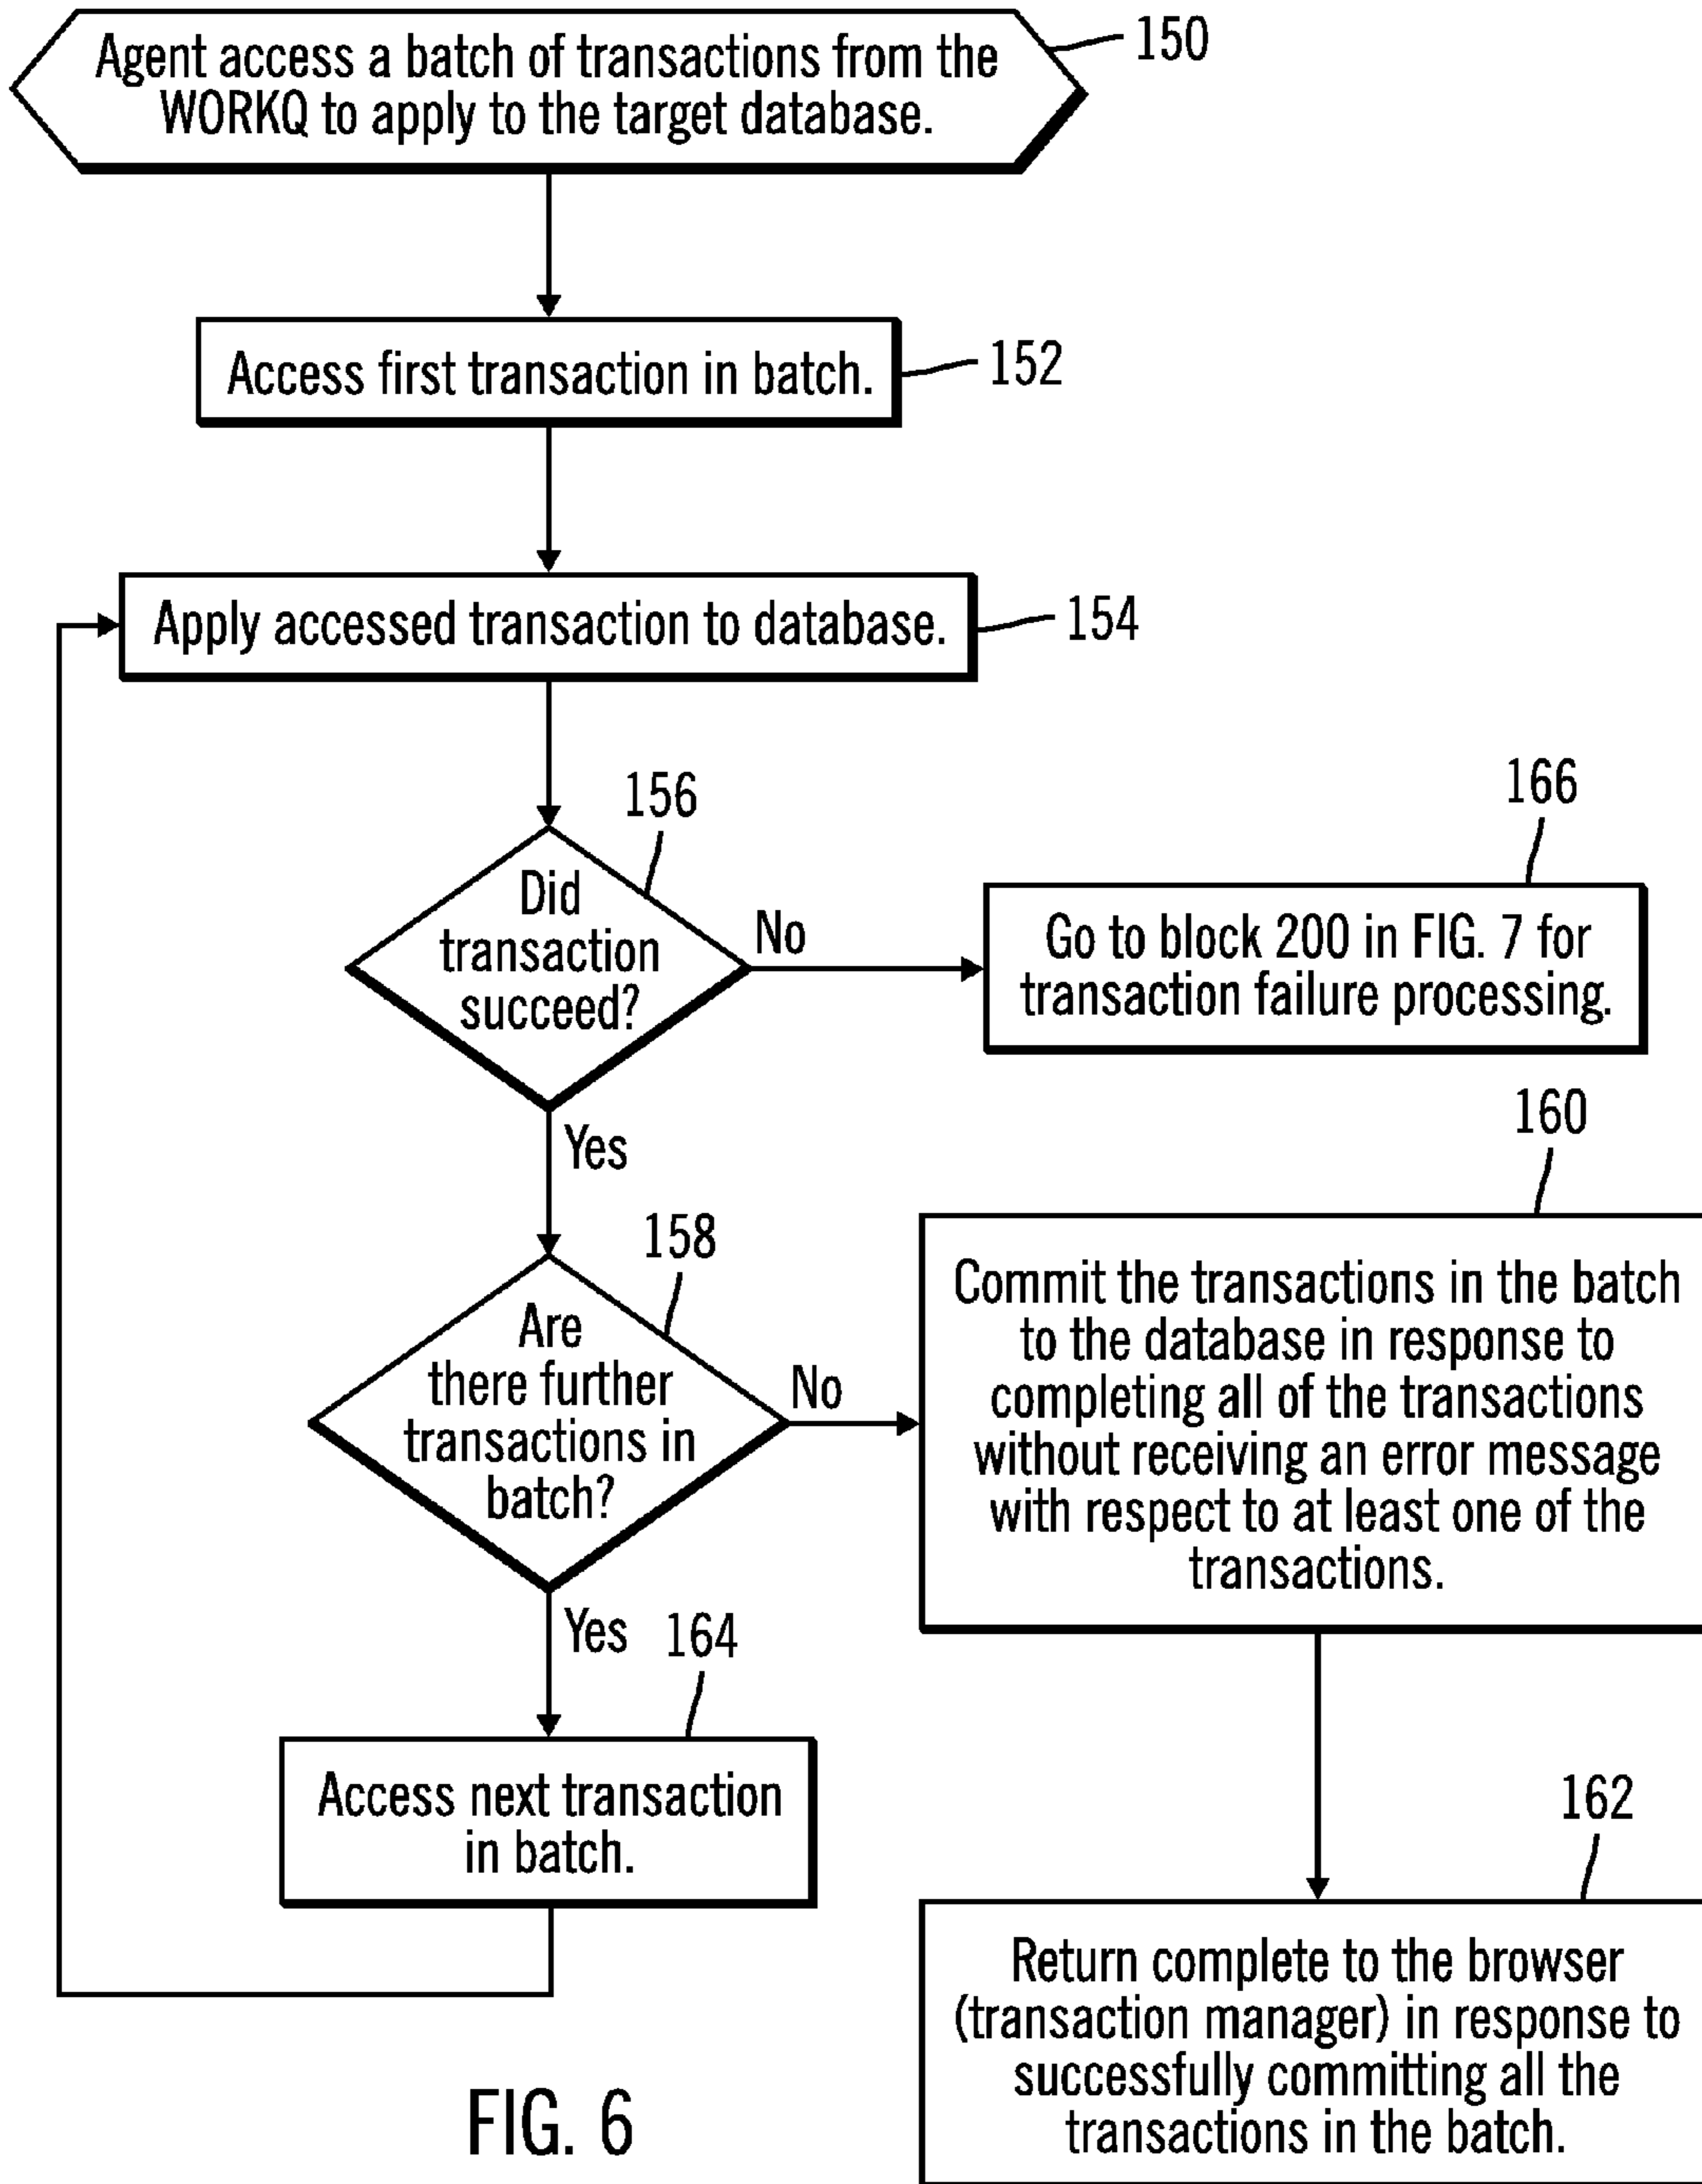 Agent access a batch of transactions from the
WORKQ to apply to the target database.
150
Access first transaction in batch.
152
Apply accessed transaction to database.
154
156
Did
transaction
succeed?
No
166
Go to block 200 in FIG. 7 for
transaction failure processing.
Yes
158
Are
there further
transactions in
batch?
No
160
Commit the transactions in the batch
to the database in response to
completing all of the transactions
without receiving an error message
with respect to at least one of the
transactions.
Yes
164
Access next transaction
in batch.
162
Return complete to the browser
(transaction manager) in response to
successfully committing all the
transactions in the batch.
FIG. 6